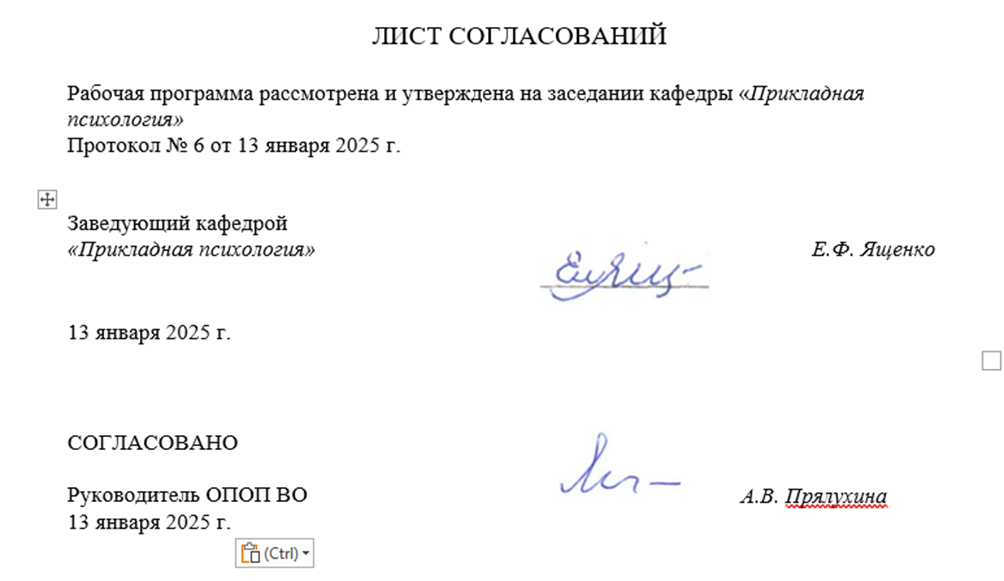 ЛИСТ СОГЛАСОВАНИЙ
Рабочая программа рассмотрена и утверждена на заседании кафедры «Прикладная
психология»
Протокол № 6 от 13 января 2025 г.
Заведующий кафедрой
«Прикладная психология»
Е.Ф. Ященко
13 января 2025 г.
СОГЛАСОВАНО
Руководитель ОПОП ВО
А.В. Прялухина
13 января 2025 г.
(Ctrl)